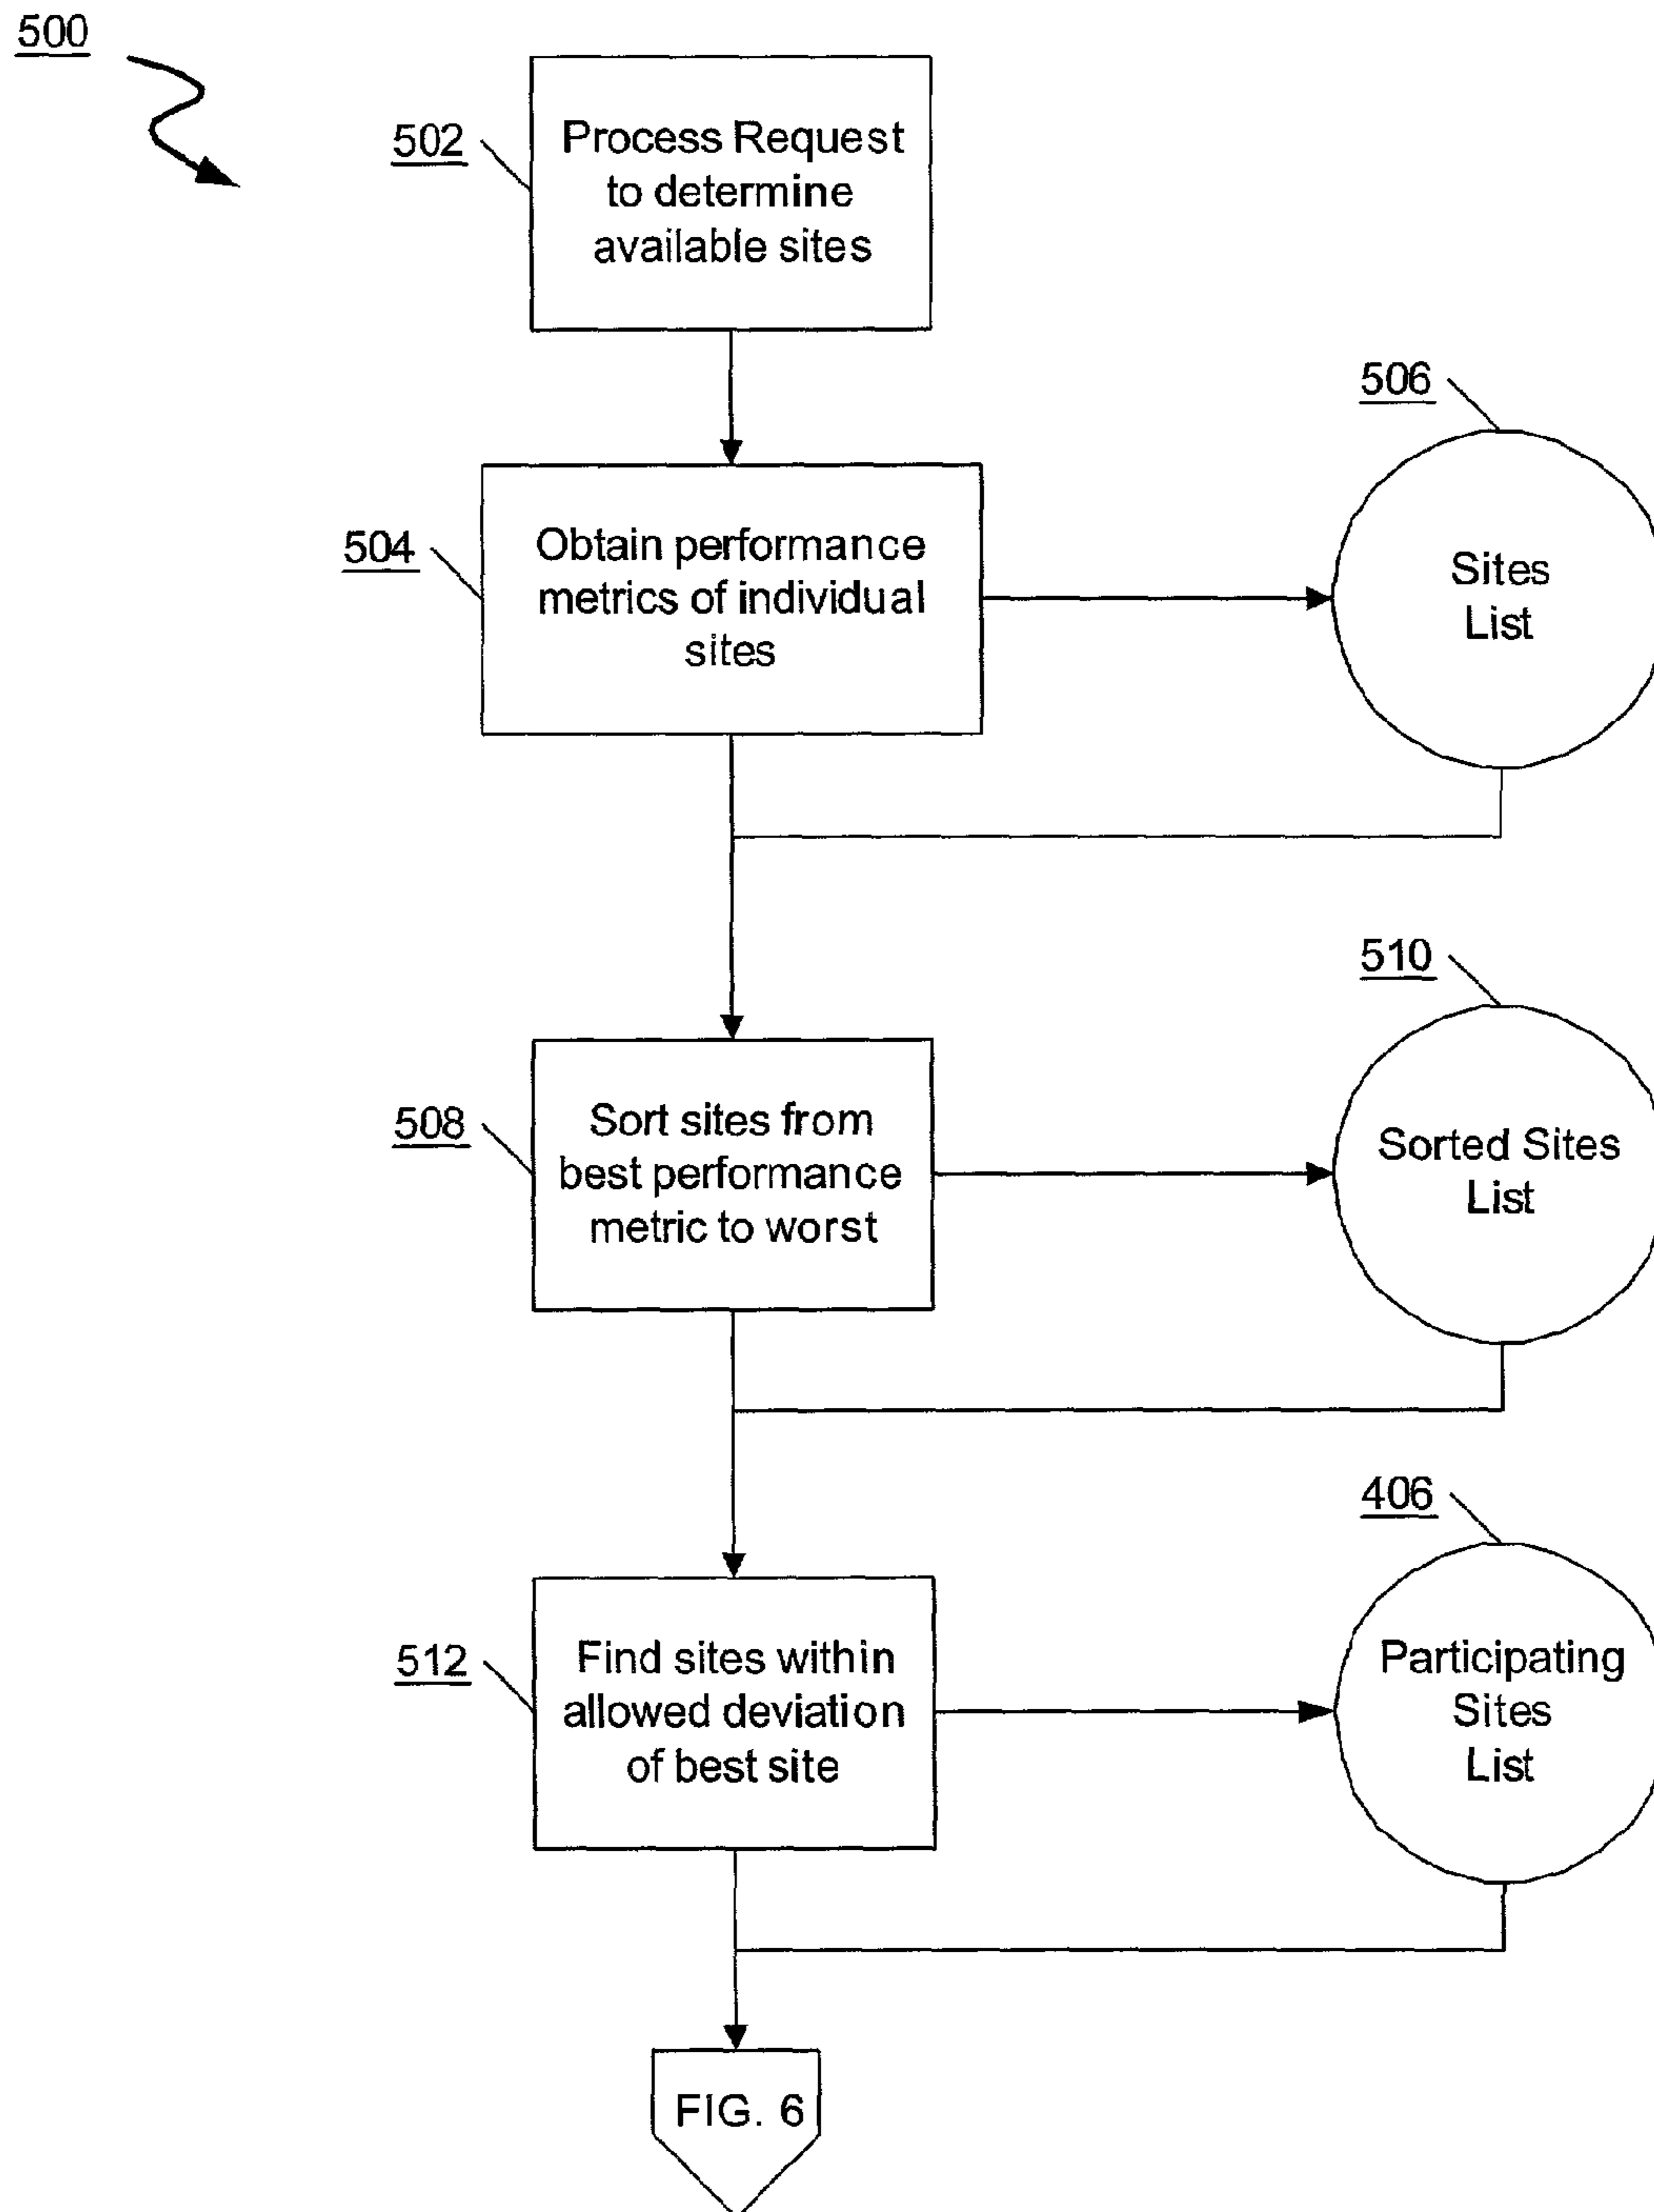 500
502
Process Request
to determine
available sites
506
504
Obtain performance
metrics of individual
sites
Sites
List
510
508
Sort sites from
best performance
metric to worst
Sorted Sites
List
406
512
Find sites within
allowed deviation
of best site
Participating
Sites
List
FIG. 6